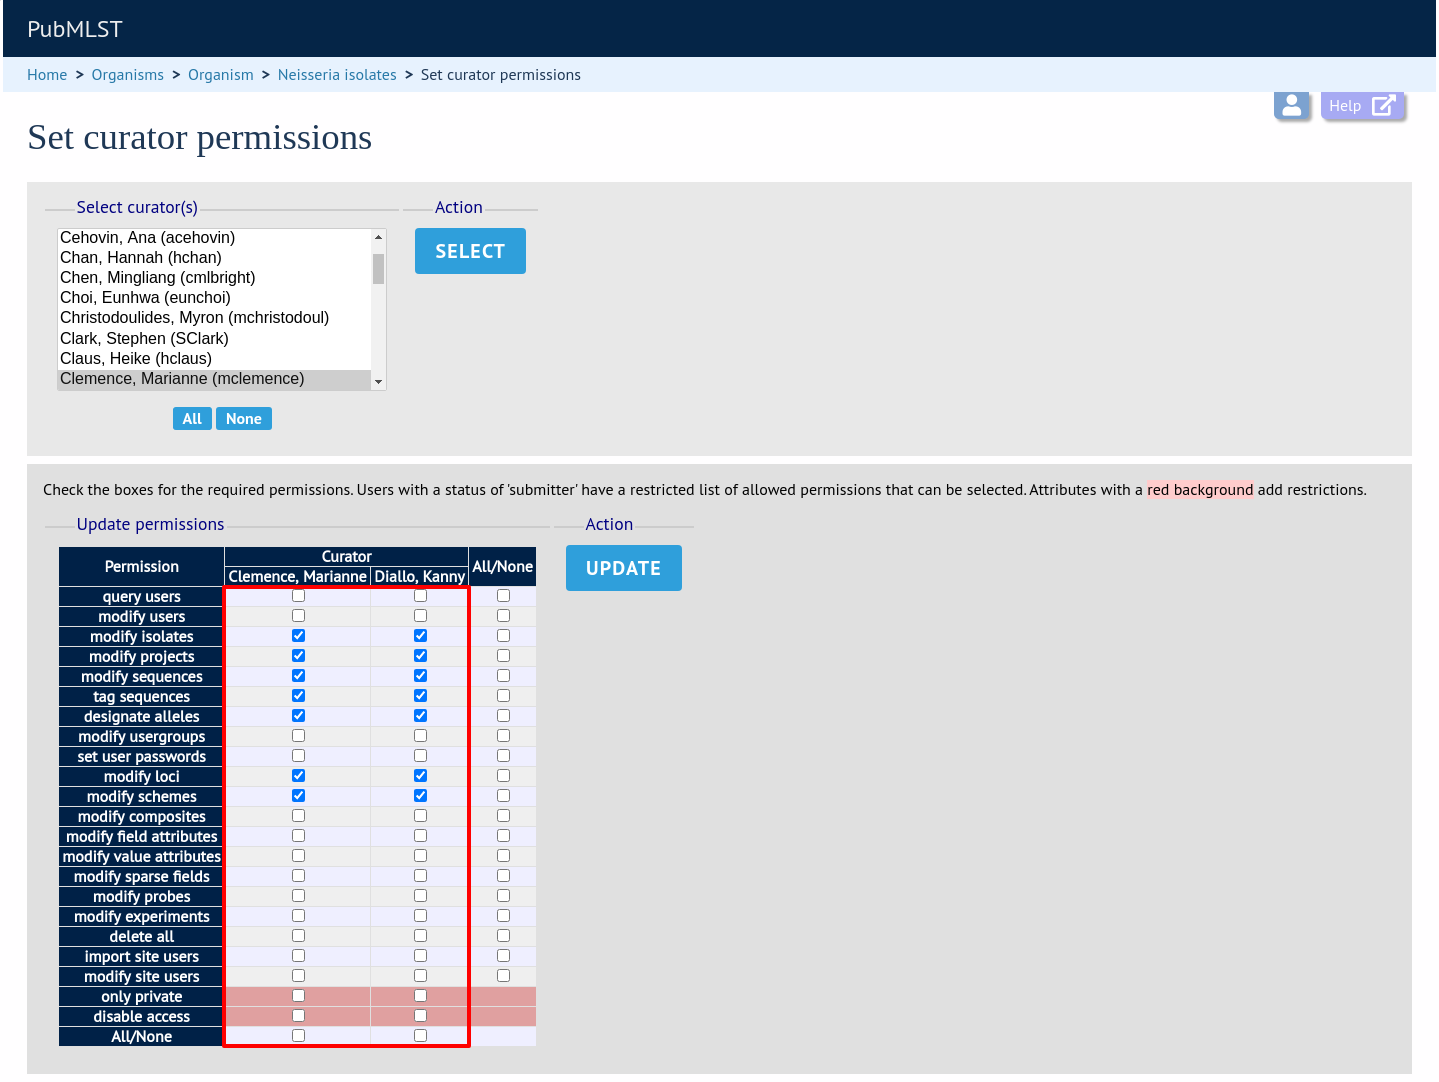 PubMLST
Home > Organisms > Organism > Neisseria isolates > Set curator permissions
Help
Set curator permissions
Select curator(s)
Action
Cehovin, Ana (acehovin)
Chan, Hannah (hchan)
Chen, Mingliang (cmlbright)
Choi, Eunhwa (eunchoi)
Christodoulides, Myron (mchristodoul)
Clark, Stephen (SClark)
Claus, Heike (hclaus)
Clemence, Marianne (mclemence)
SELECT
All None
Check the boxes for the required permissions. Users with a status of 'submitter' have a restricted list of allowed permissions that can be selected. Attributes with a red background add restrictions.
Update permissions
Action
Permission Curator All/None
Clemence, Marianne Diallo, Kanny
UPDATE
query users
modify users
modify isolates
modify projects
modify sequences
tag sequences
designate alleles
modify usergroups
set user passwords
modify loci
modify schemes
modify composites
modify field attributes
modify value attributes
modify sparse fields
modify probes
modify experiments
delete all
import site users
modify site users
only private
disable access
All/None